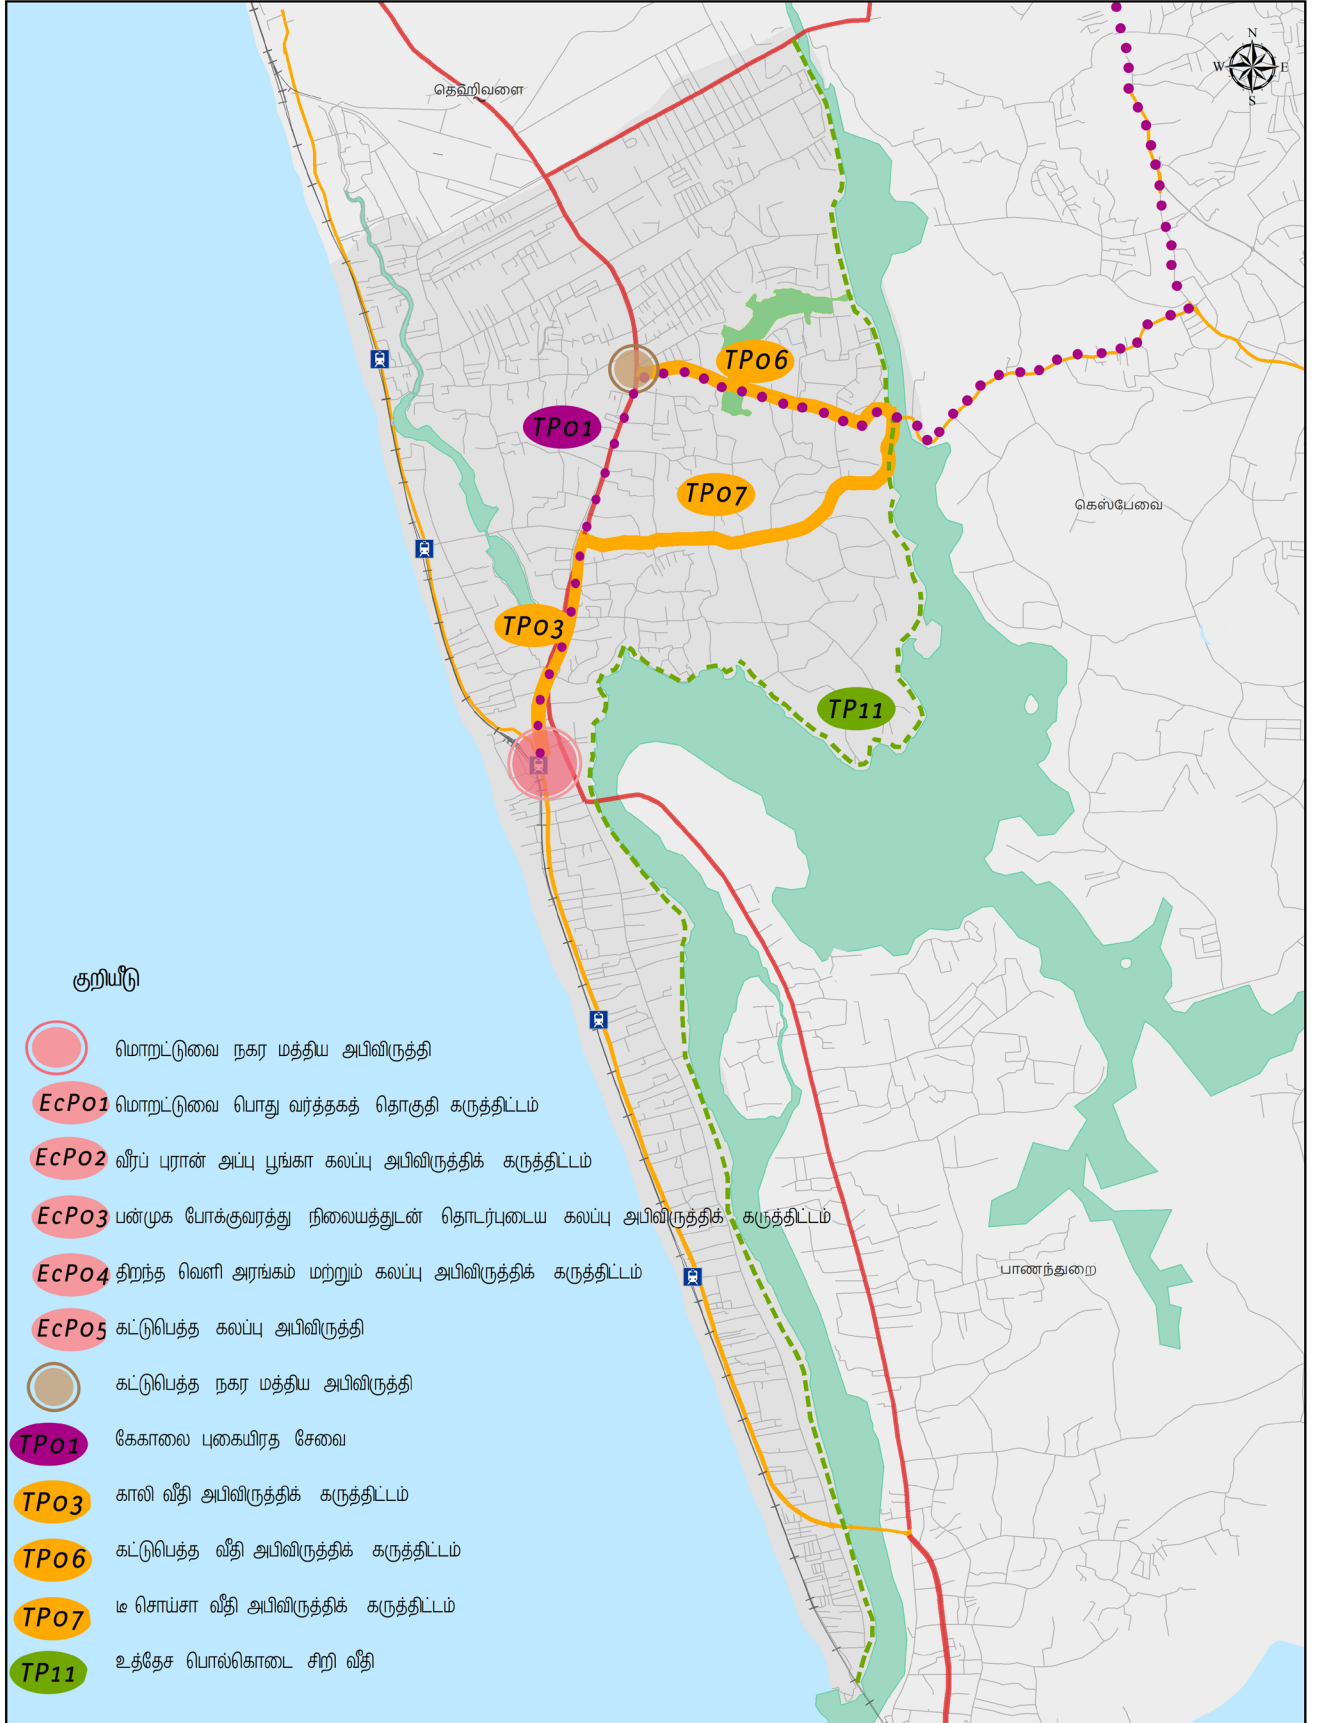 தெஹிவளை
N
W E
S
TP06
TP01
TP07
கெஸ்பேவை
TP03
TP11
குறியீடு
மொறட்டுவை நகர மத்திய அபிவிருத்தி
EcP01 மொறட்டுவை பொது வர்த்தகத் தொகுதி கருத்திட்டம்
EcP02 வீரப் புரான் அப்பு பூங்கா கலப்பு அபிவிருத்திக் கருத்திட்டம்
EcP03 பன்முக போக்குவரத்து நிலையத்துடன் தொடர்புடைய கலப்பு அபிவிருத்திக் கருத்திட்டம்
EcP04 திறந்த வெளி அரங்கம் மற்றும் கலப்பு அபிவிருத்திக் கருத்திட்டம்
பாணந்துறை
EcP05 கட்டுபெத்த கலப்பு அபிவிருத்தி
கட்டுபெத்த நகர மத்திய அபிவிருத்தி
TP01 கேகாலை புகையிரத சேவை
TP03 காலி வீதி அபிவிருத்திக் கருத்திட்டம்
TP06 கட்டுபெத்த வீதி அபிவிருத்திக் கருத்திட்டம்
TP07 டீ சொய்சா வீதி அபிவிருத்திக் கருத்திட்டம்
TP11 உத்தேச பொல்கொடை சிறி வீதி